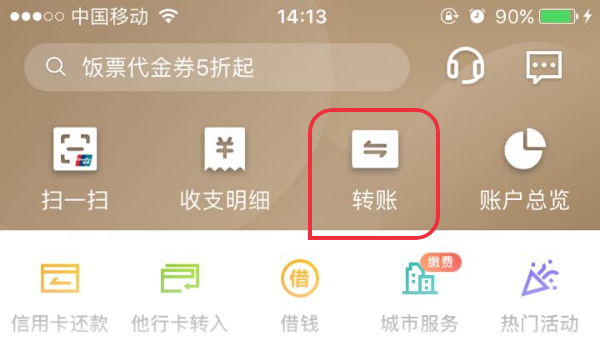 中国移动 14:13 90%
饭票代金券5折起
扫一扫 收支明细 转账 账户总览
缴费
信用卡还款 他行卡转入 借钱 城市服务 热门活动